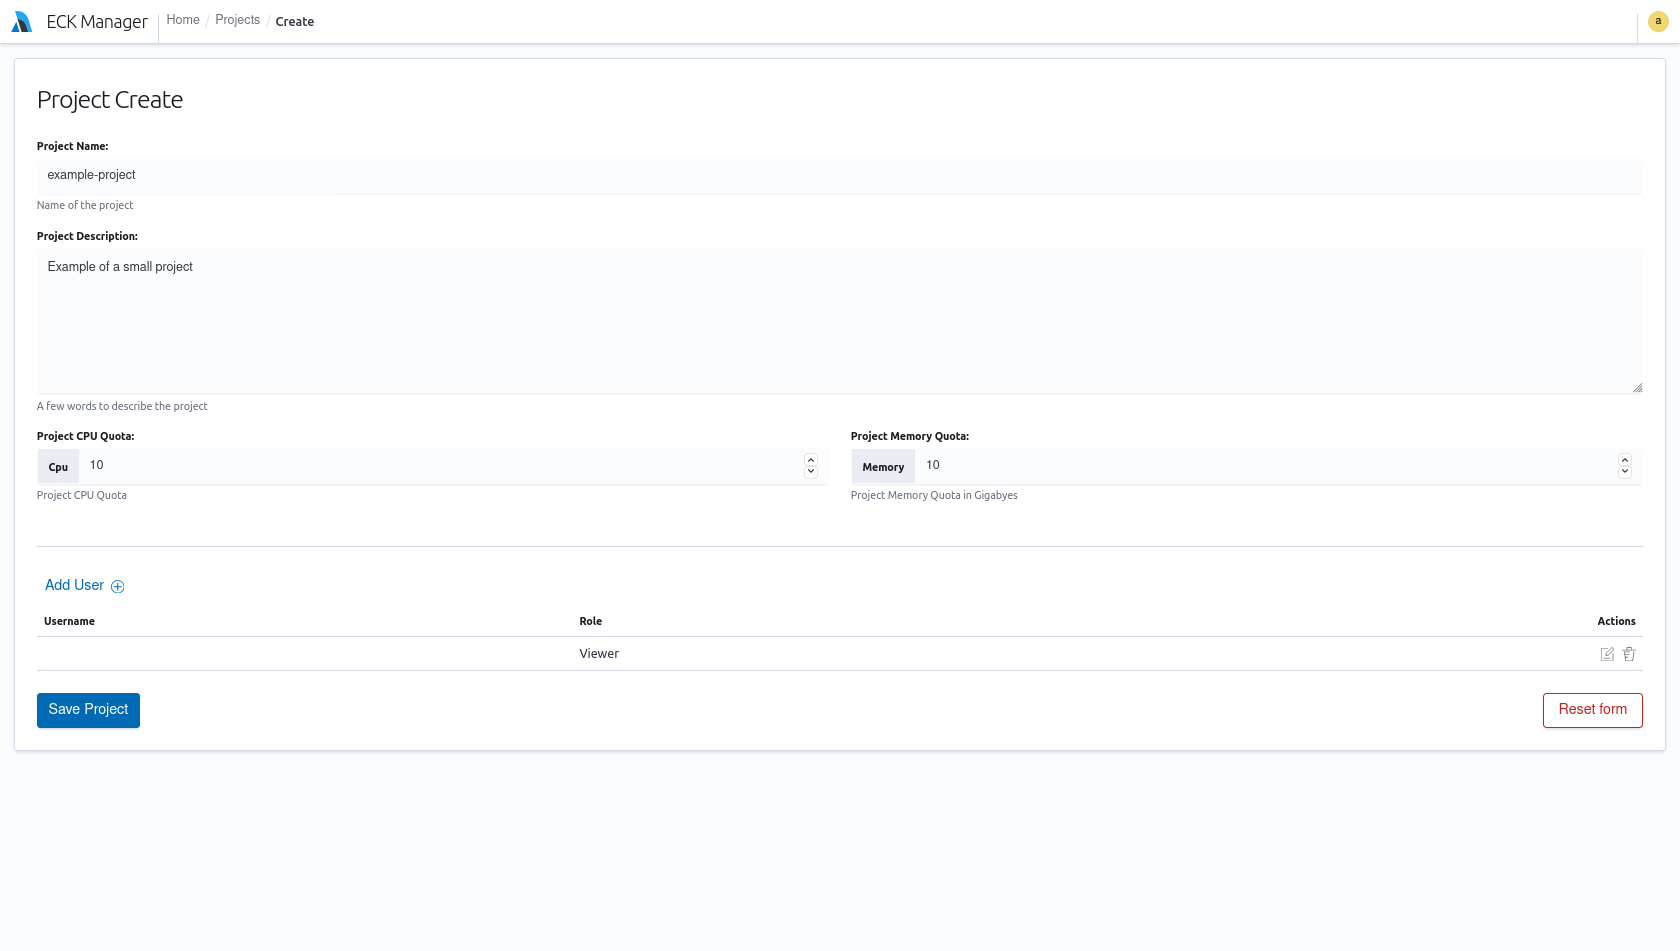 ECK Manager Home / Projects / Create a
Project Create
Project Name:
example-project
Name of the project
Project Description:
Example of a small project
A few words to describe the project
Project CPU Quota: Project Memory Quota:
Cpu 10 Memory 10
Project CPU Quota Project Memory Quota in Gigabyes
Add User
Username Role Actions
Viewer
Save Project Reset form